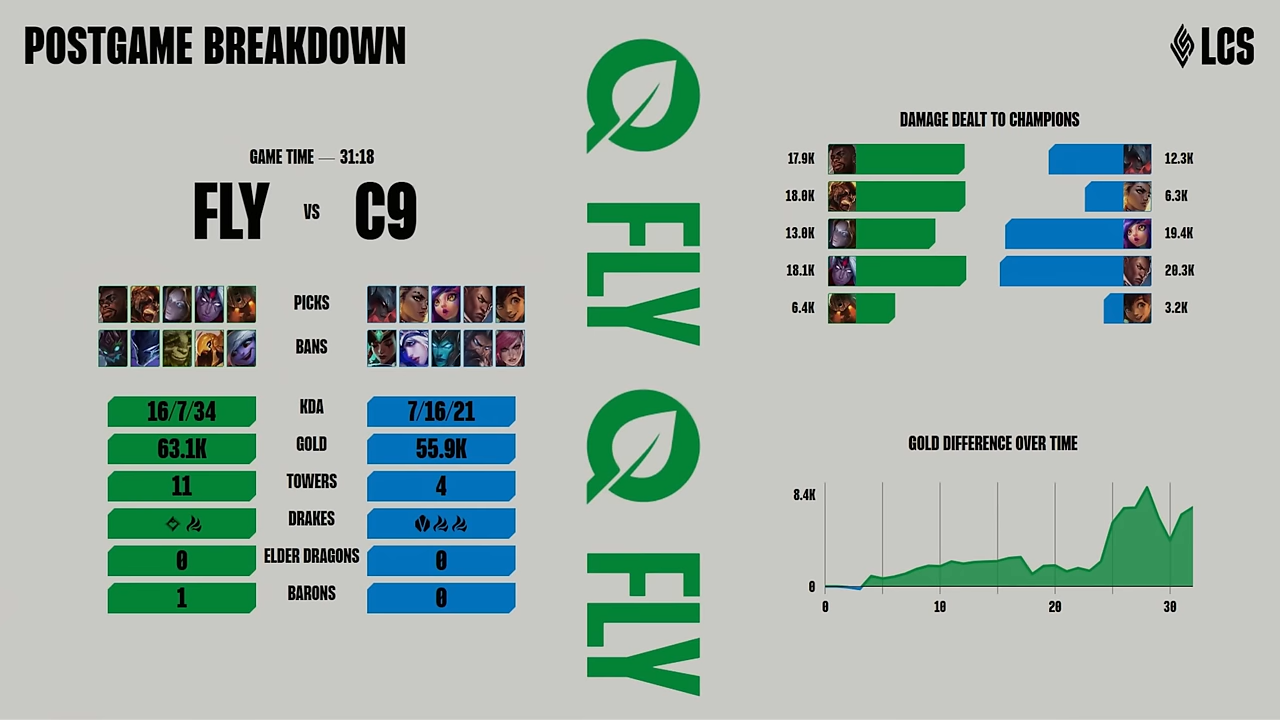 POSTGAME BREAKDOWN
LCS
GAME TIME — 31:18
FLY VS C9
PICKS
BANS
16/7/34 KDA 7/16/21
63.1K GOLD 55.9K
11 TOWERS 4
DRAKES
0 ELDER DRAGONS 0
1 BARONS 0
FLY
FLY
DAMAGE DEALT TO CHAMPIONS
17.9K 12.3K
18.0K 6.3K
13.0K 19.4K
18.1K 20.3K
6.4K 3.2K
GOLD DIFFERENCE OVER TIME
8.4K
0
0 10 20 30